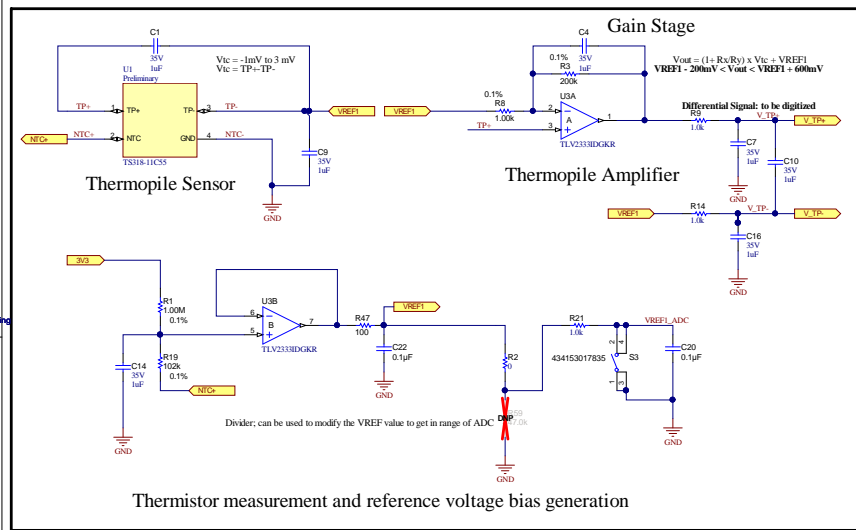 Gain Stage
C1
35V
1uF
Vtc = -1mV to 3 mV
Vtc = TP+-TP-
U1
Preliminary
TP+
1
TP+
TP-
3
TP-
VREF1
NTC+
NTC+
2
NTC
GND
4
NTC-
TS318-11C55
C9
35V
1uF
GND
Thermopile Sensor
C4
35V
1uF
0.1%
R3
200k
Vout = (1+ Rx/Ry) x Vtc + VREF1
VREF1 - 200mV < Vout < VREF1 + 600mV
VREF1
0.1%
R8
1.00k
TP+
U3A
2
3
A
1
TLV2333IDGKR
Thermopile Amplifier
Differential Signal: to be digitized
R9
1.0k
V_TP+
V_TP+
C7
35V
1uF
GND
C10
35V
1uF
VREF1
R14
1.0k
V_TP-
V_TP-
C16
35V
1uF
GND
3V3
R1
1.00M
0.1%
R19
102k
0.1%
NTC+
C14
35V
1uF
GND
U3B
6
5
B
7
TLV2333IDGKR
R47
100
VREF1
C22
0.1µF
GND
R2
0
DNP
GND
Divider; can be used to modify the VREF value to get in range of ADC
R21
1.0k
434153017835
2
4
1
3
S3
VREF1_ADC
C20
0.1µF
GND
Thermistor measurement and reference voltage bias generation